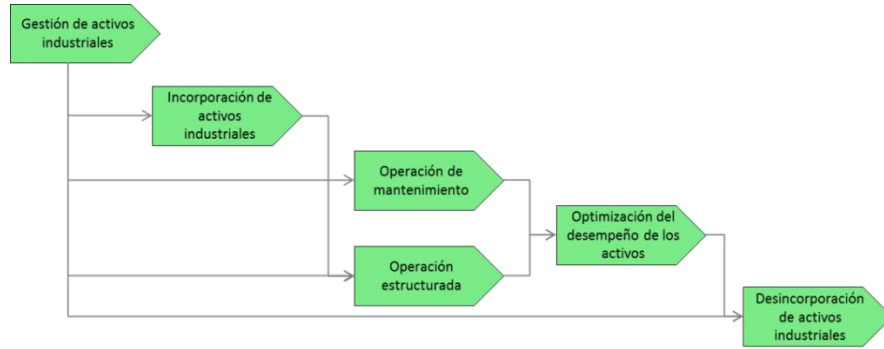 Gestión de activos
industriales
Incorporación de
activos
industriales
Operación de
mantenimiento
Optimización del
desempeño de los
activos
Operación
estructurada
Desincorporación
de activos
industriales